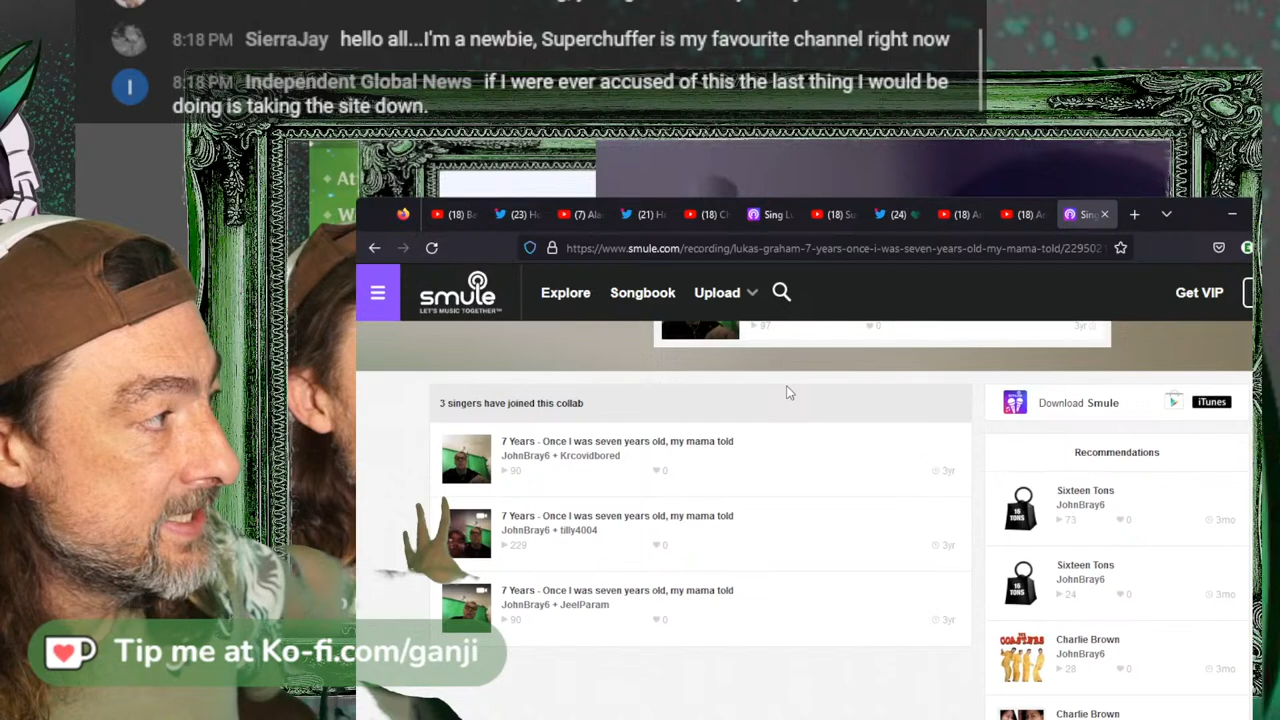 8:18 PM SierraJay hello all...I'm a newbie, Superchuffer is my favourite channel right now
8:18 PM Independent Global News if I were ever accused of this the last thing I would be
doing is taking the site down.
I
At
W
(18) B
(23) H
(7) Ala
(21) H
(18) C
Sing L
(18) Su
(24)
(18) A
(18) A
Sing
https://www.smule.com/recording/lukas-graham-7-years-once-i-was-seven-years-old-my-mama-told/229502
smule
LET'S MUSIC TOGETHER™
Explore
Songbook
Upload
Get VIP
97
0
3yr
3 singers have joined this collab
7 Years - Once I was seven years old, my mama told
JohnBray6 + Krcovidbored
90
0
3yr
7 Years - Once I was seven years old, my mama told
JohnBray6 + tilly4004
229
0
3yr
7 Years - Once I was seven years old, my mama told
JohnBray6 + JeelParam
90
0
3yr
Download Smule
iTunes
Recommendations
16 TONS
Sixteen Tons
JohnBray6
73
0
3mo
16 TONS
Sixteen Tons
JohnBray6
24
0
3mo
Charlie Brown
JohnBray6
28
0
3mo
Charlie Brown
Tip me at Ko-fi.com/ganji